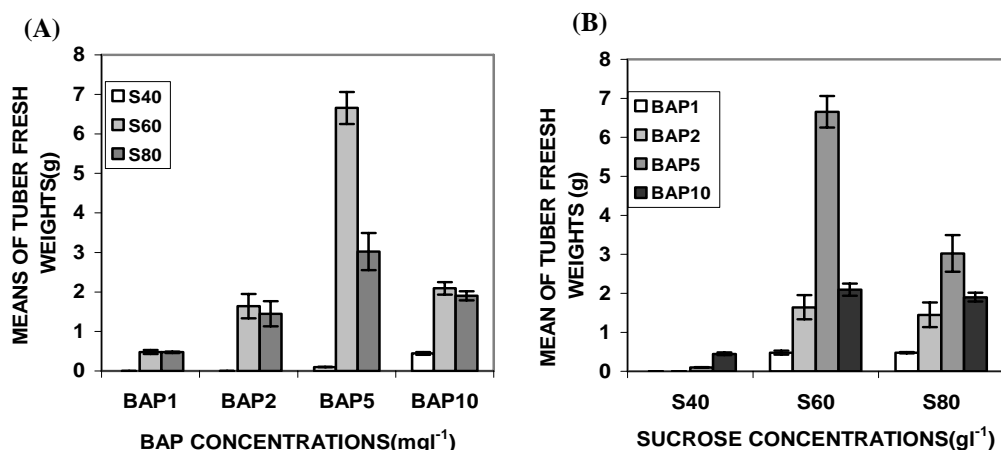 (A)
MEANS OF TUBER FRESH
WEIGHTS(g)
8
7
6
5
4
3
2
1
0
S40
S60
S80
BAP1 BAP2 BAP5 BAP10
BAP CONCENTRATIONS(mgl-1)
(B)
MEAN OF TUBER FREESH
WEIGHTS (g)
8
7
6
5
4
3
2
1
0
BAP1
BAP2
BAP5
BAP10
S40 S60 S80
SUCROSE CONCENTRATIONS(gl-1)